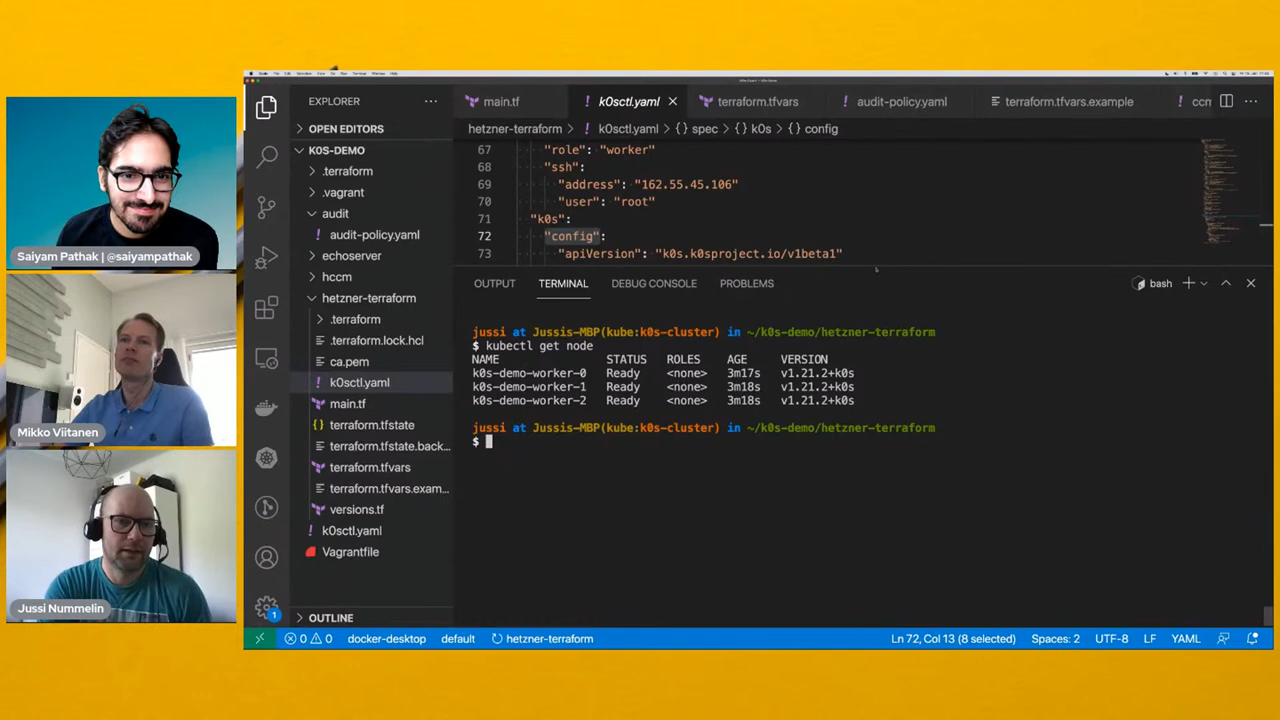 Saiyam Pathak | @saiyampathak
Mikko Viitanen
Jussi Nummelin
EXPLORER
OPEN EDITORS
K0S-DEMO
.terraform
.vagrant
audit
audit-policy.yaml
echoserver
hccm
hetzner-terraform
.terraform
.terraform.lock.hcl
ca.pem
k0sctl.yaml
main.tf
terraform.tfstate
terraform.tfstate.back...
terraform.tfvars
terraform.tfvars.exam...
versions.tf
k0sctl.yaml
Vagrantfile
OUTLINE
1
main.tf k0sctl.yaml terraform.tfvars audit-policy.yaml terraform.tfvars.example ccm
hetzner-terraform > k0sctl.yaml > {} spec > {} k0s > {} config
67 "role": "worker"
68 "ssh":
69 "address": "162.55.45.106"
70 "user": "root"
71 "k0s":
72 "config":
73 "apiVersion": "k0s.k0sproject.io/v1beta1"
OUTPUT TERMINAL DEBUG CONSOLE PROBLEMS bash
jussi at Jussis-MBP(kube:k0s-cluster) in ~/k0s-demo/hetzner-terraform
$ kubectl get node
NAME STATUS ROLES AGE VERSION
k0s-demo-worker-0 Ready <none> 3m17s v1.21.2+k0s
k0s-demo-worker-1 Ready <none> 3m18s v1.21.2+k0s
k0s-demo-worker-2 Ready <none> 3m18s v1.21.2+k0s
jussi at Jussis-MBP(kube:k0s-cluster) in ~/k0s-demo/hetzner-terraform
$
0 0 docker-desktop default hetzner-terraform Ln 72, Col 13 (8 selected) Spaces: 2 UTF-8 LF YAML